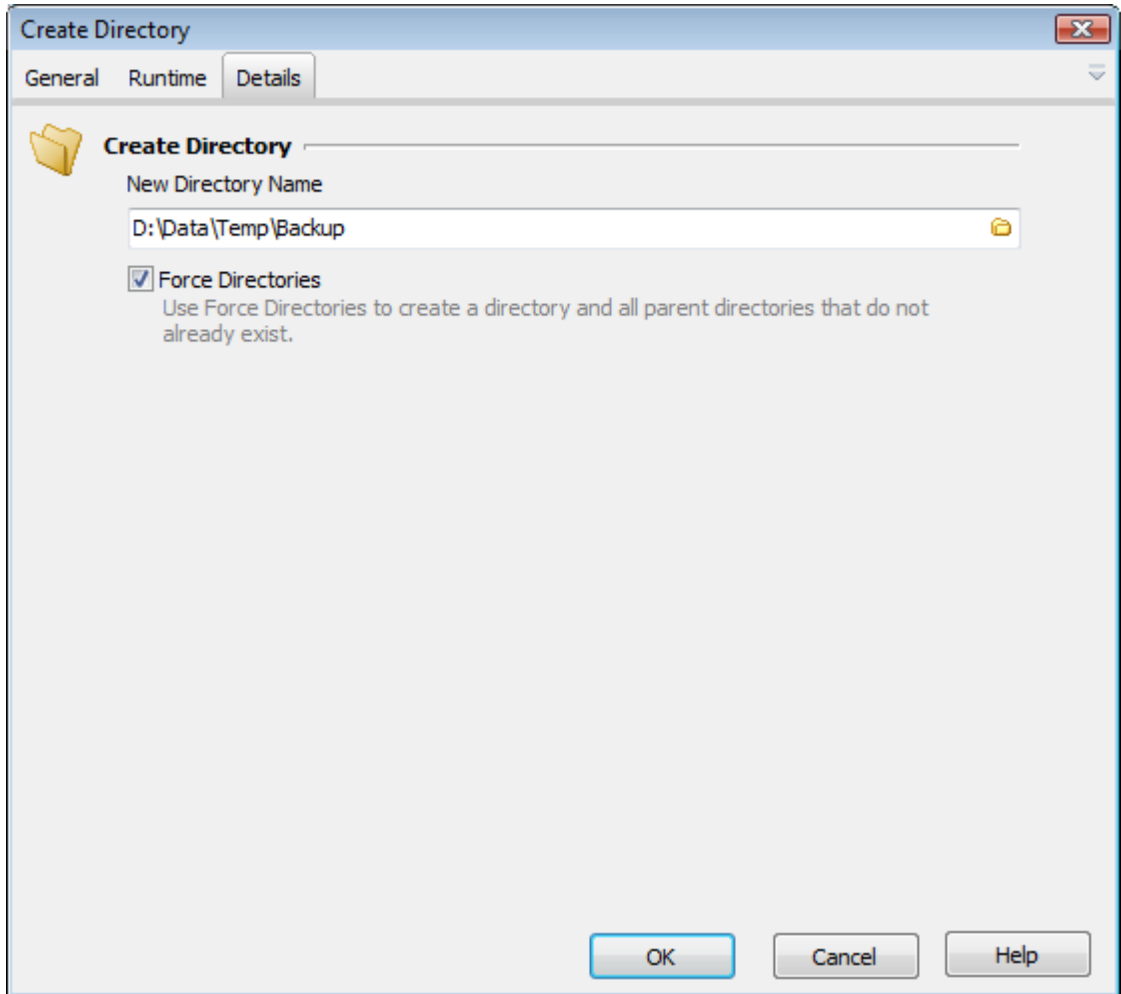 Create Directory
General Runtime Details
Create Directory
New Directory Name
D:\Data\Temp\Backup
Force Directories
Use Force Directories to create a directory and all parent directories that do not
already exist.
OK Cancel Help